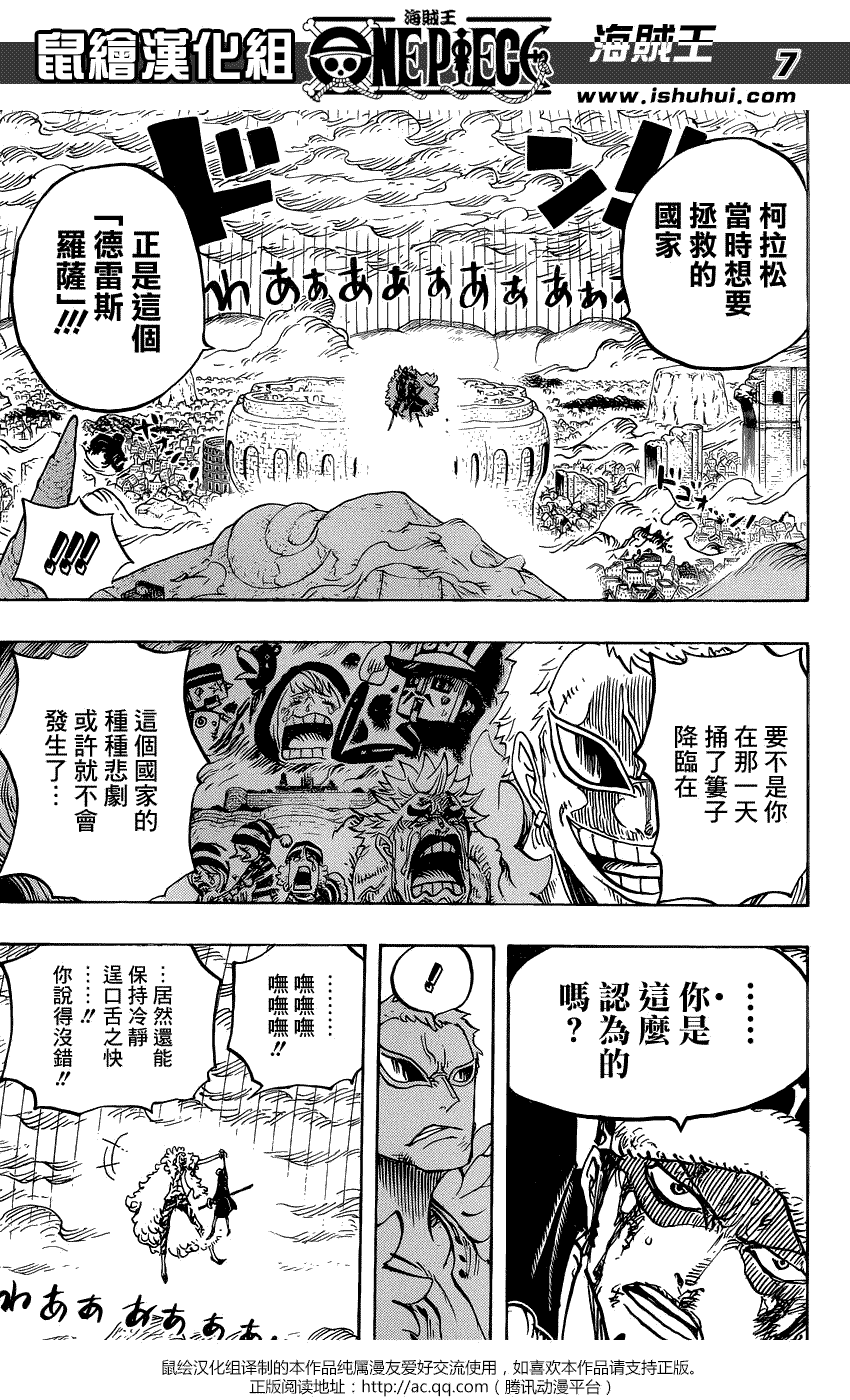 鼠繪漢化組
海賊王
ONE PIECE
海賊王
7
www.ishuhui.com
ドン!!
柯拉松
當時想要
拯救的
國家
正是這個
「德雷斯
羅薩」!!!
わあぁああぁぁああ
ドォン
ドゴォォン
!!!!
要不是你
在那一天
捅了簍子
降臨在
這個國家的
種種悲劇
或許就不會
發生了…
……
你是
這麼
認為的
嗎?
!
……
嘸嘸嘸
嘸嘸嘸!!
…居然還能
保持冷靜
逞口舌之快
……!!
你說得沒錯!!
わああぁあああ
鼠绘汉化组译制的本作品纯属漫友爱好交流使用，如喜欢本作品请支持正版。
正版阅读地址：http://ac.qq.com（腾讯动漫平台）